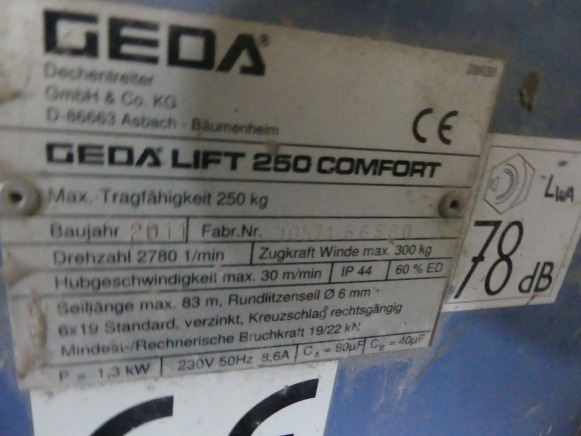 GEDA®
Dechentreiter
GmbH & Co. KG
D-86663 Asbach - Bäumenheim
CE
GEDA® LIFT 250 COMFORT
Max. Tragfähigkeit 250 kg
Baujahr 2011 Fabr.Nr.
Drehzahl 2780 1/min Zugkraft Winde max. 300 kg
Hubgeschwindigkeit max. 30 m/min IP 44 60 % ED
Seillänge max. 83 m, Rundlitzenseil Ø 6 mm
6x19 Standard, verzinkt, Kreuzschlag rechtsgängig
Mindest-/Rechnerische Bruchkraft 19/22 kN
P = 1,3 kW 230V 50Hz 8,6A CA = 80µF CB = 40µF
LWA
78 dB
CE